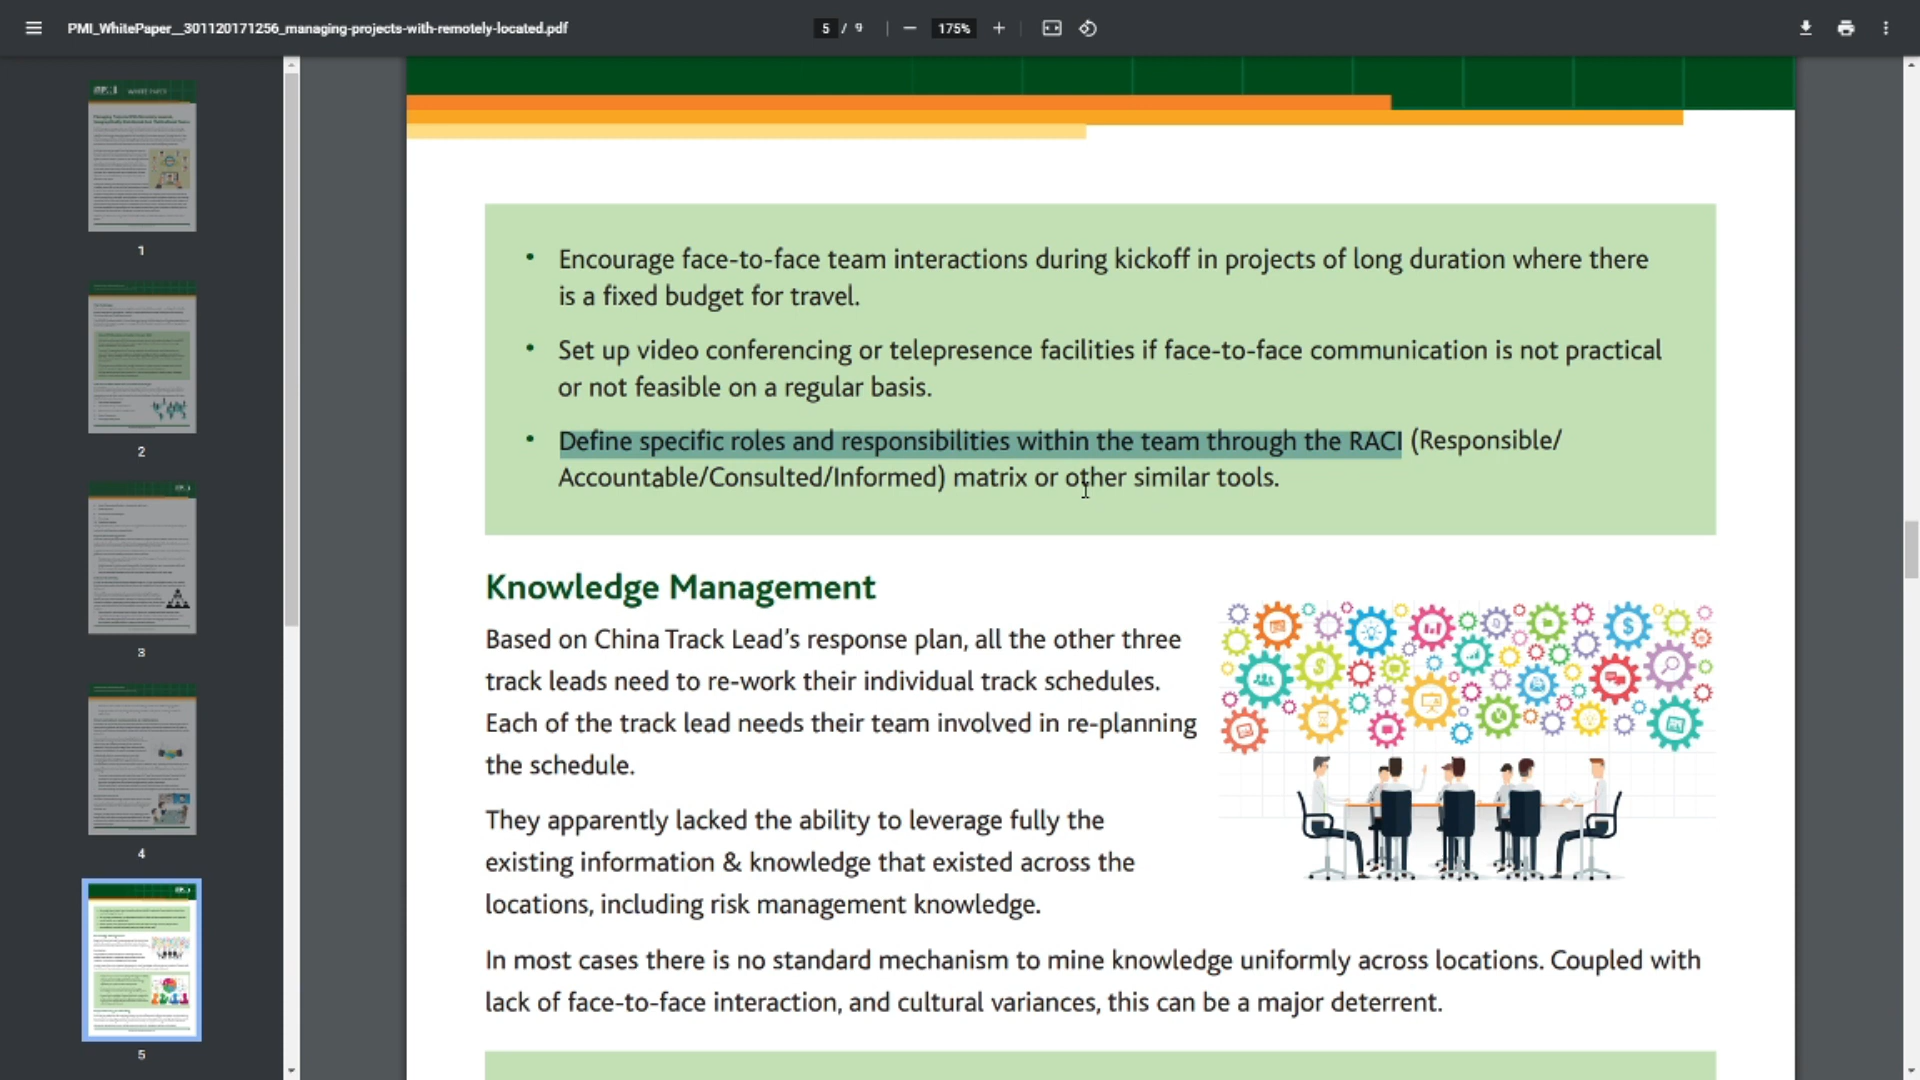 PMI_WhitePaper__301120171256_managing-projects-with-remotely-located.pdf
5 / 9
175%
1
2
3
4
5
• Encourage face-to-face team interactions during kickoff in projects of long duration where there
is a fixed budget for travel.
• Set up video conferencing or telepresence facilities if face-to-face communication is not practical
or not feasible on a regular basis.
• Define specific roles and responsibilities within the team through the RACI (Responsible/
Accountable/Consulted/Informed) matrix or other similar tools.
Knowledge Management
Based on China Track Lead's response plan, all the other three
track leads need to re-work their individual track schedules.
Each of the track lead needs their team involved in re-planning
the schedule.
They apparently lacked the ability to leverage fully the
existing information & knowledge that existed across the
locations, including risk management knowledge.
In most cases there is no standard mechanism to mine knowledge uniformly across locations. Coupled with
lack of face-to-face interaction, and cultural variances, this can be a major deterrent.